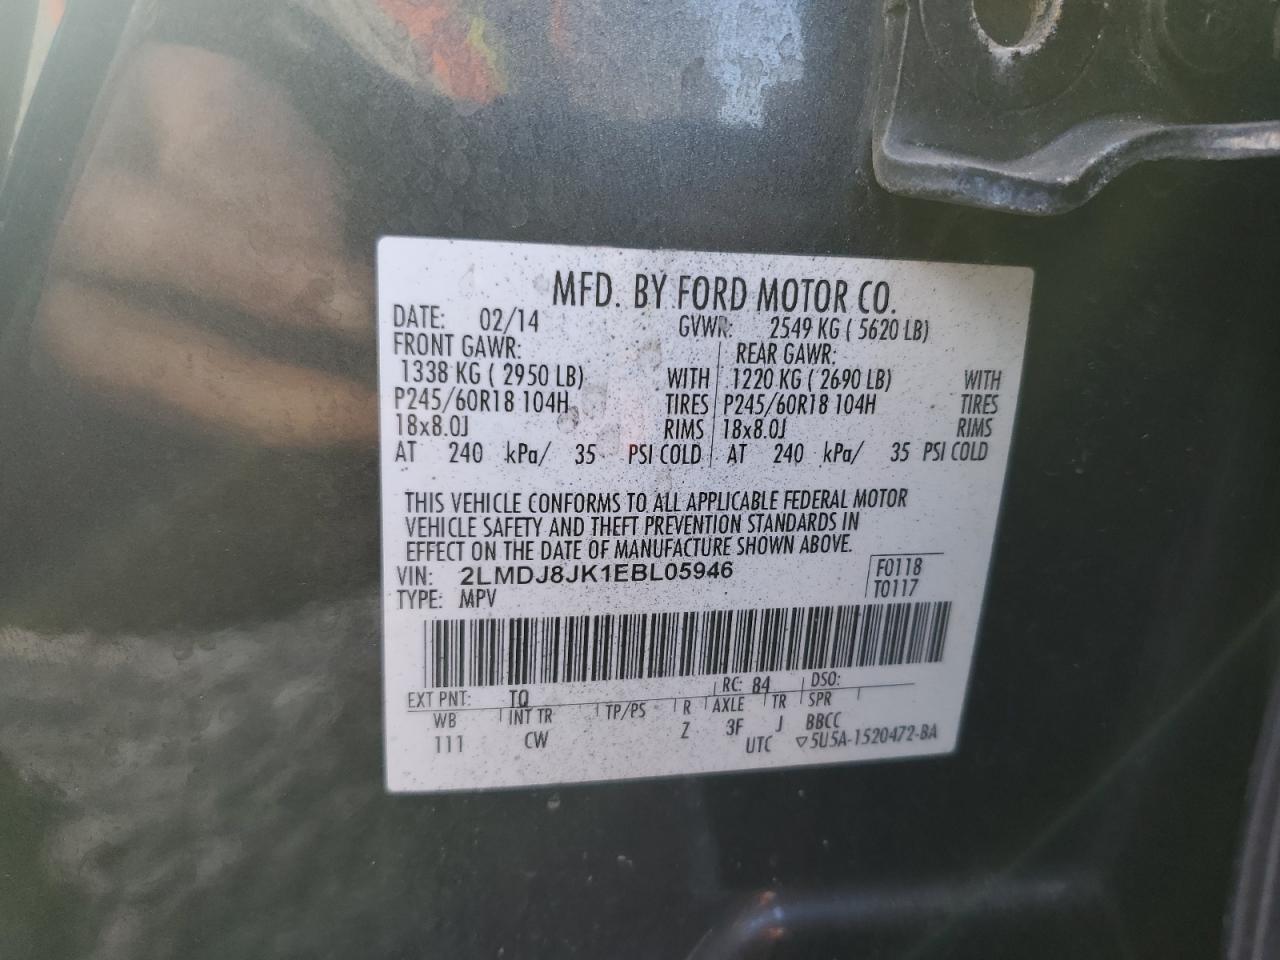 MFD. BY FORD MOTOR CO.
DATE: 02/14 GVWR: 2549 KG ( 5620 LB)
FRONT GAWR: REAR GAWR:
1338 KG ( 2950 LB) WITH 1220 KG ( 2690 LB) WITH
P245/60R18 104H TIRES P245/60R18 104H TIRES
18x8.0J RIMS 18x8.0J RIMS
AT 240 kPa/ 35 PSI COLD AT 240 kPa/ 35 PSI COLD
THIS VEHICLE CONFORMS TO ALL APPLICABLE FEDERAL MOTOR
VEHICLE SAFETY AND THEFT PREVENTION STANDARDS IN
EFFECT ON THE DATE OF MANUFACTURE SHOWN ABOVE.
VIN: 2LMDJ8JK1EBL05946 F0118
TYPE: MPV T0117
EXT PNT: TQ RC: 84 DSO:
WB INT TR TP/PS R AXLE TR SPR
111 CW Z 3F J BBCC
UTC ▽5U5A-1520472-BA